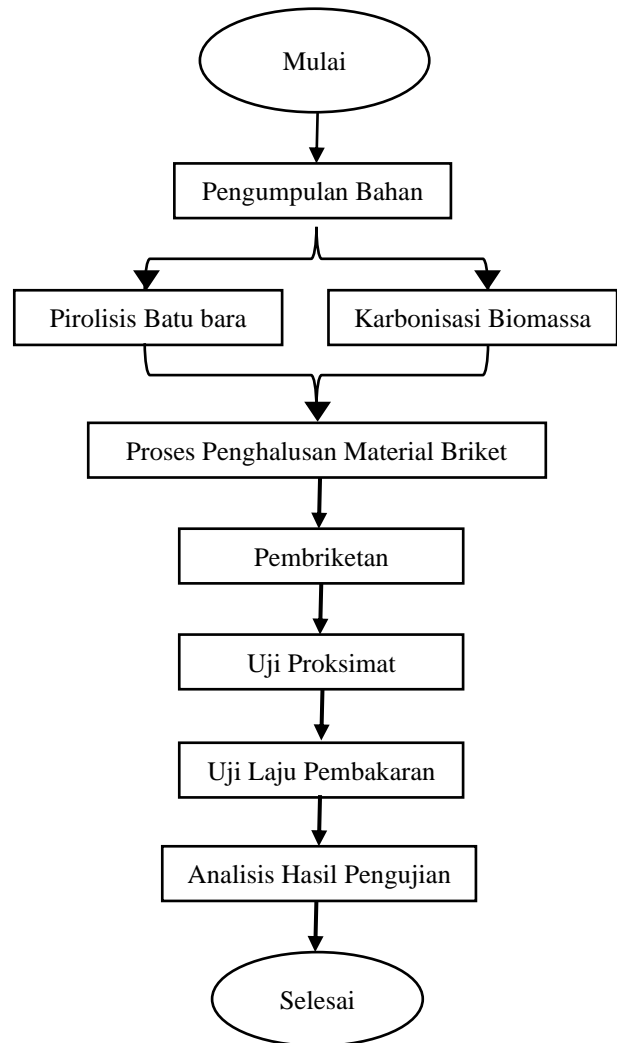 Mulai
Pengumpulan Bahan
Pirolisis Batu bara
Karbonisasi Biomassa
Proses Penghalusan Material Briket
Pembriketan
Uji Proksimat
Uji Laju Pembakaran
Analisis Hasil Pengujian
Selesai